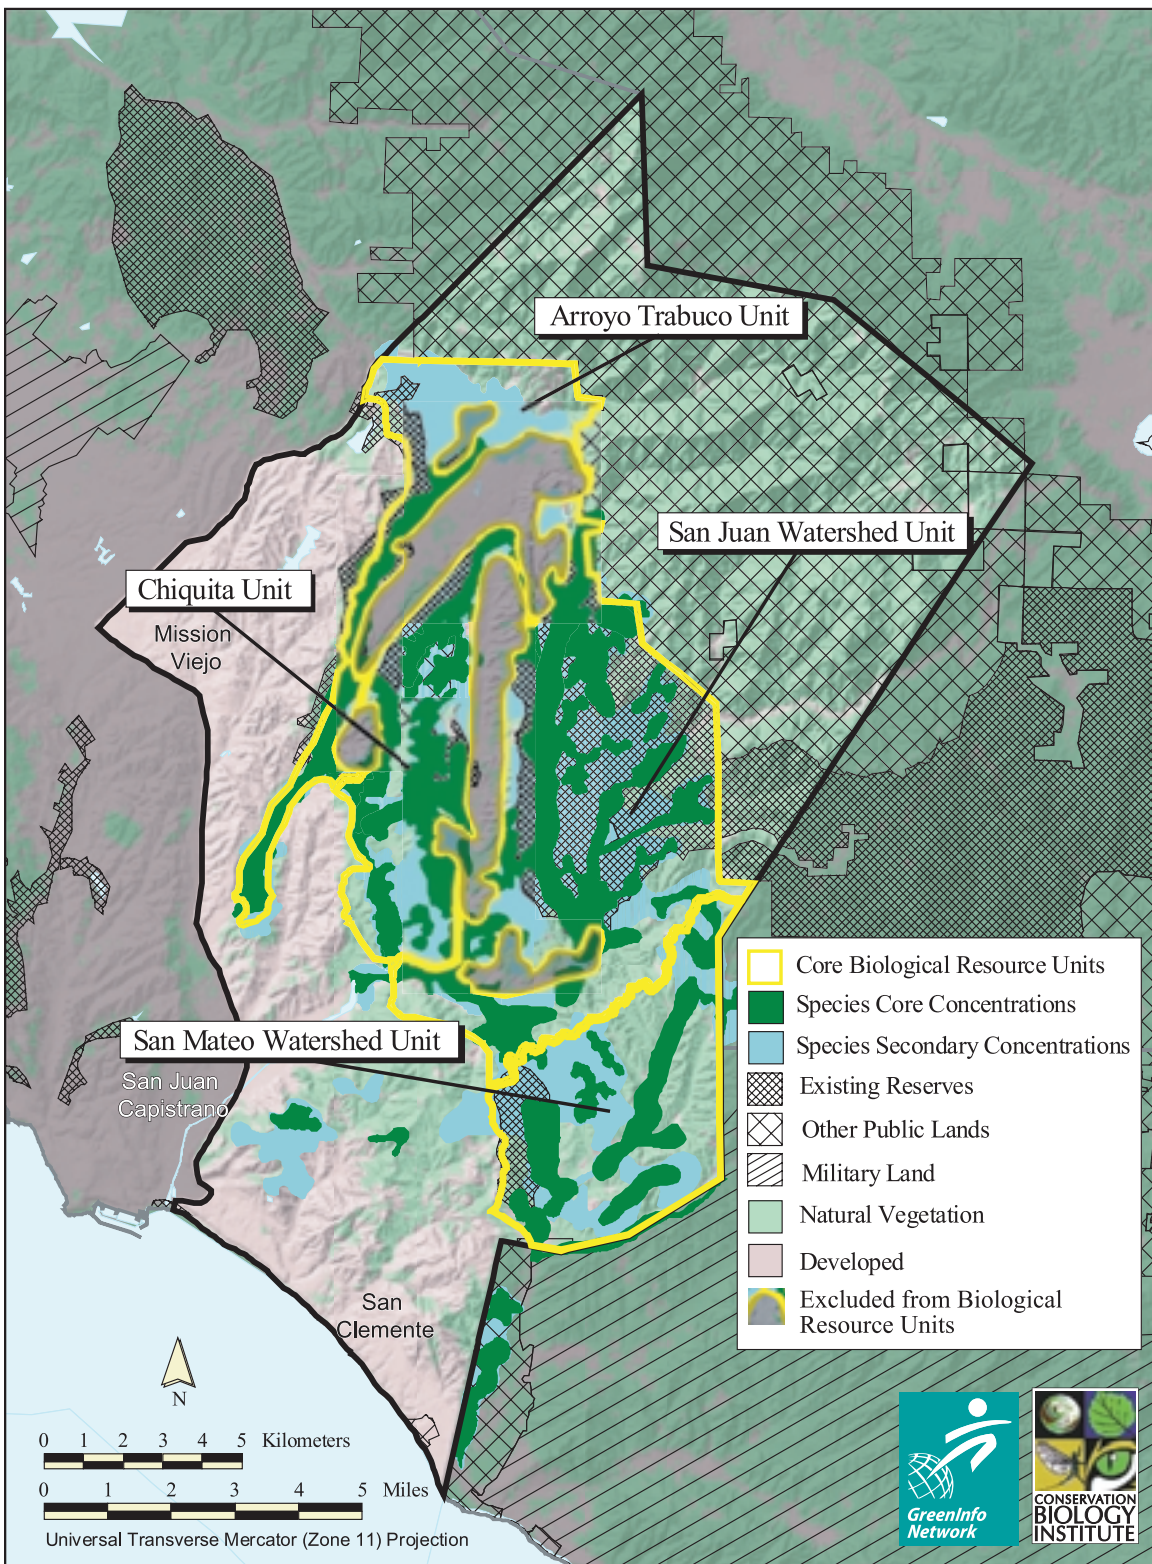 Arroyo Trabuco Unit
San Juan Watershed Unit
Chiquita Unit
Mission
Viejo
San Mateo Watershed Unit
San Juan
Capistrano
San
Clemente
Core Biological Resource Units
Species Core Concentrations
Species Secondary Concentrations
Existing Reserves
Other Public Lands
Military Land
Natural Vegetation
Developed
Excluded from Biological
Resource Units
N
0 1 2 3 4 5 Kilometers
0 1 2 3 4 5 Miles
Universal Transverse Mercator (Zone 11) Projection
GreenInfo
Network
CONSERVATION
BIOLOGY
INSTITUTE